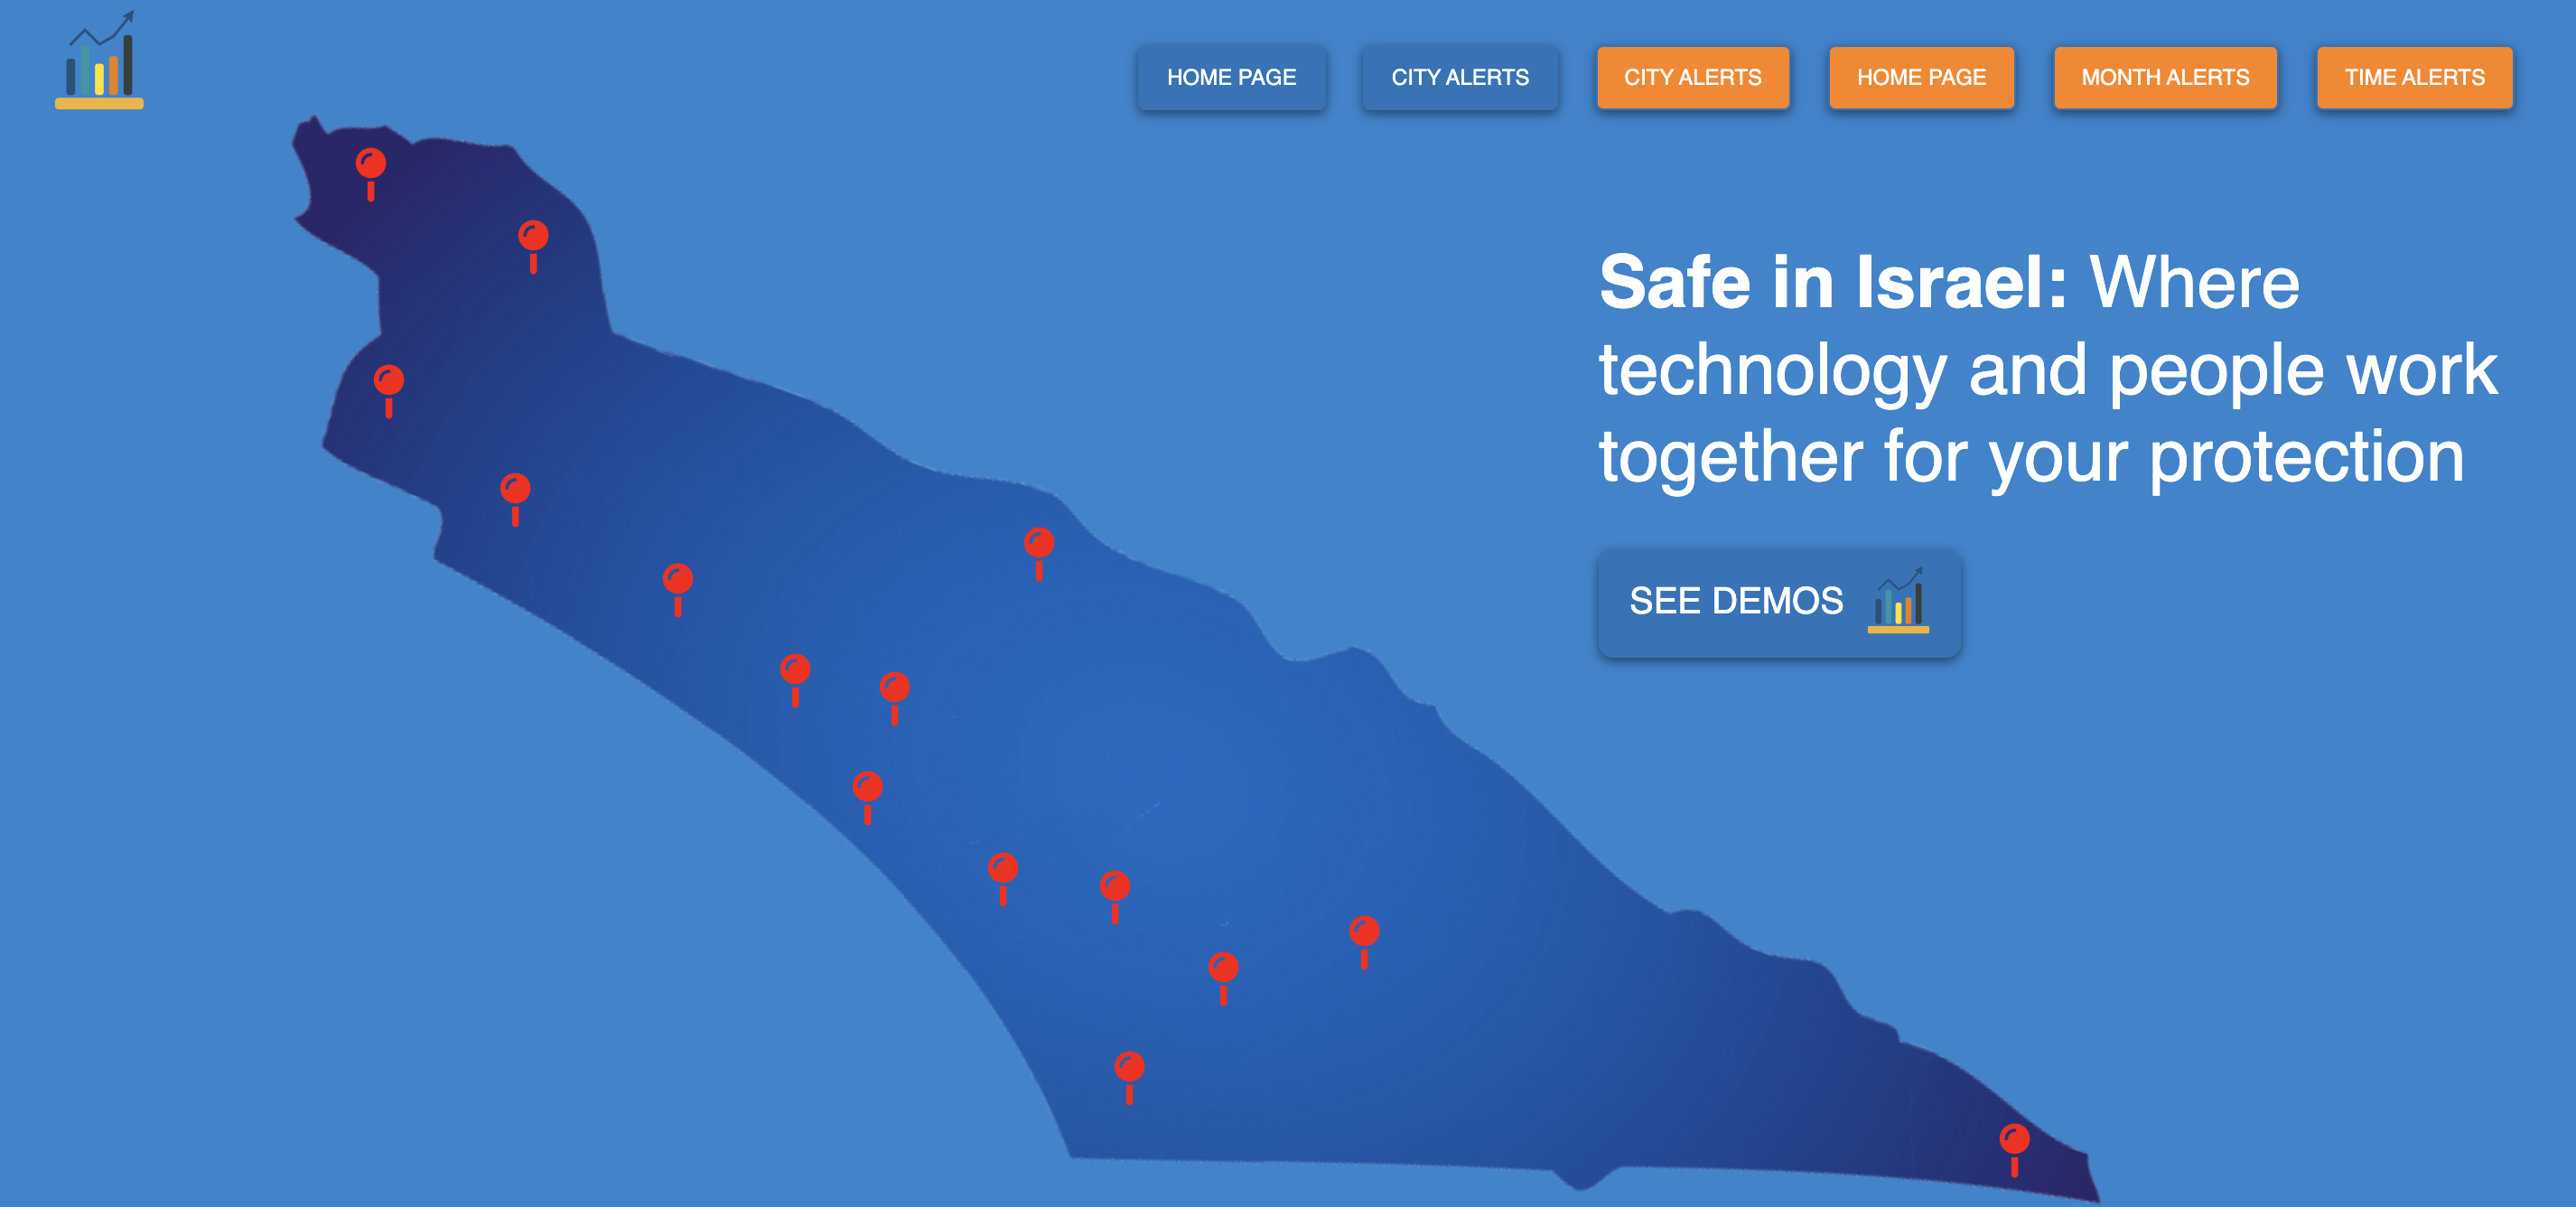 HOME PAGE
CITY ALERTS
CITY ALERTS
HOME PAGE
MONTH ALERTS
TIME ALERTS
Safe in Israel: Where
technology and people work
together for your protection
SEE DEMOS